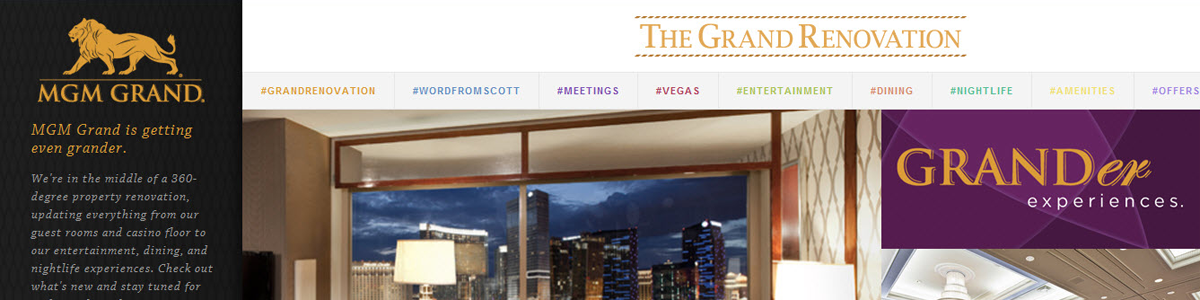 MGM GRAND.
MGM Grand is getting
even grander.
We're in the middle of a 360-
degree property renovation,
updating everything from our
guest rooms and casino floor to
our entertainment, dining, and
nightlife experiences. Check out
what's new and stay tuned for
THE GRAND RENOVATION
#GRANDRENOVATION #WORDFROMSCOTT #MEETINGS #VEGAS #ENTERTAINMENT #DINING #NIGHTLIFE #AMENITIES #OFFERS
GRANDer
experiences.